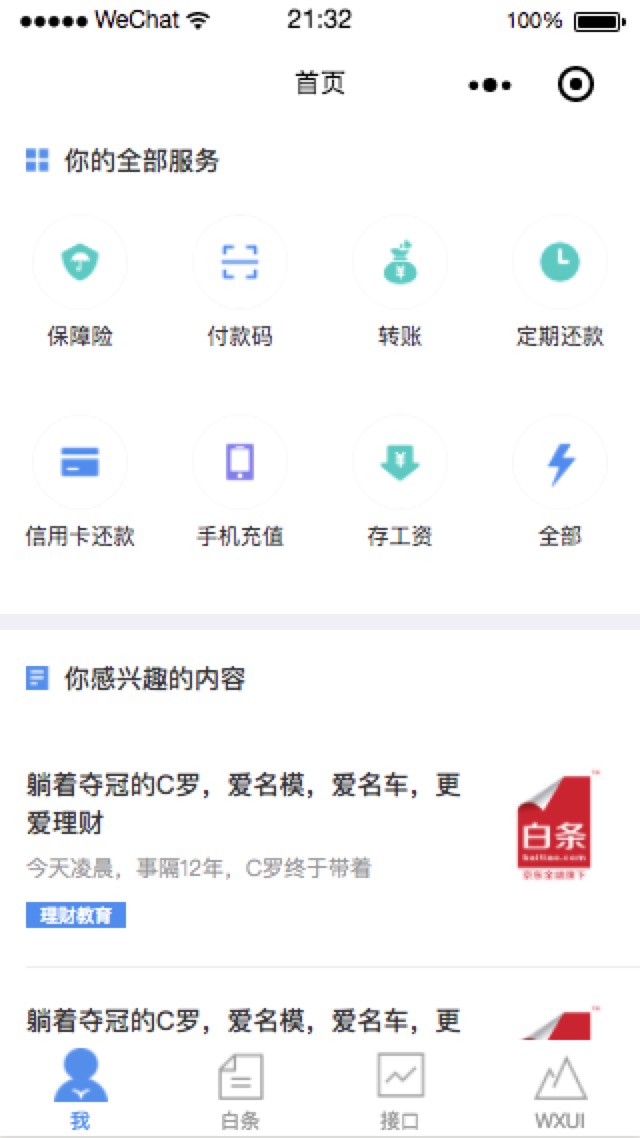 WeChat 21:32 100%
首页
你的全部服务
保障险 付款码 转账 定期还款
信用卡还款 手机充值 存工资 全部
你感兴趣的内容
躺着夺冠的C罗，爱名模，爱名车，更
爱理财
今天凌晨，事隔12年，C罗终于带着
理财教育
白条
baitiao.com
京东金融旗下
躺着夺冠的C罗，爱名模，爱名车，更
我 白条 接口 WXUI